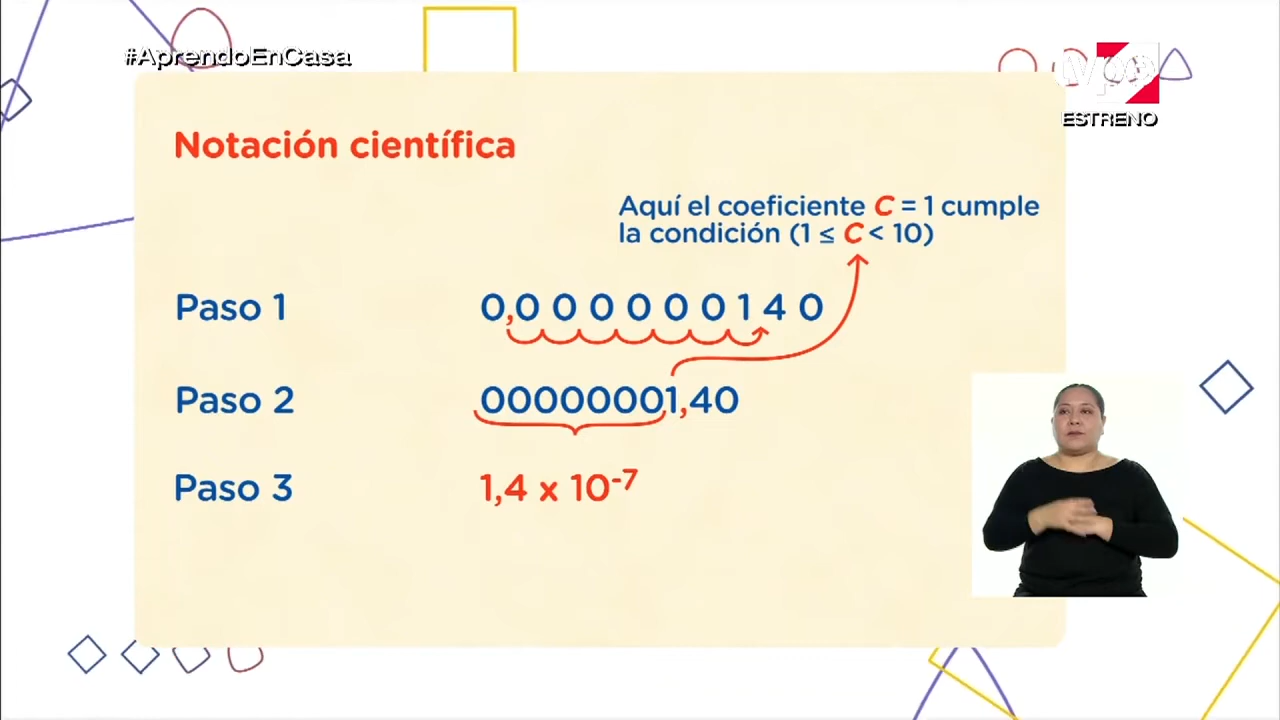 #AprendoEnCasa
ESTRENO
Notación científica
Aquí el coeficiente C = 1 cumple
la condición (1 ≤ C < 10)
Paso 1 0,0 0 0 0 0 0 1 4 0
Paso 2 00000001,40
Paso 3 1,4 x 10⁻⁷